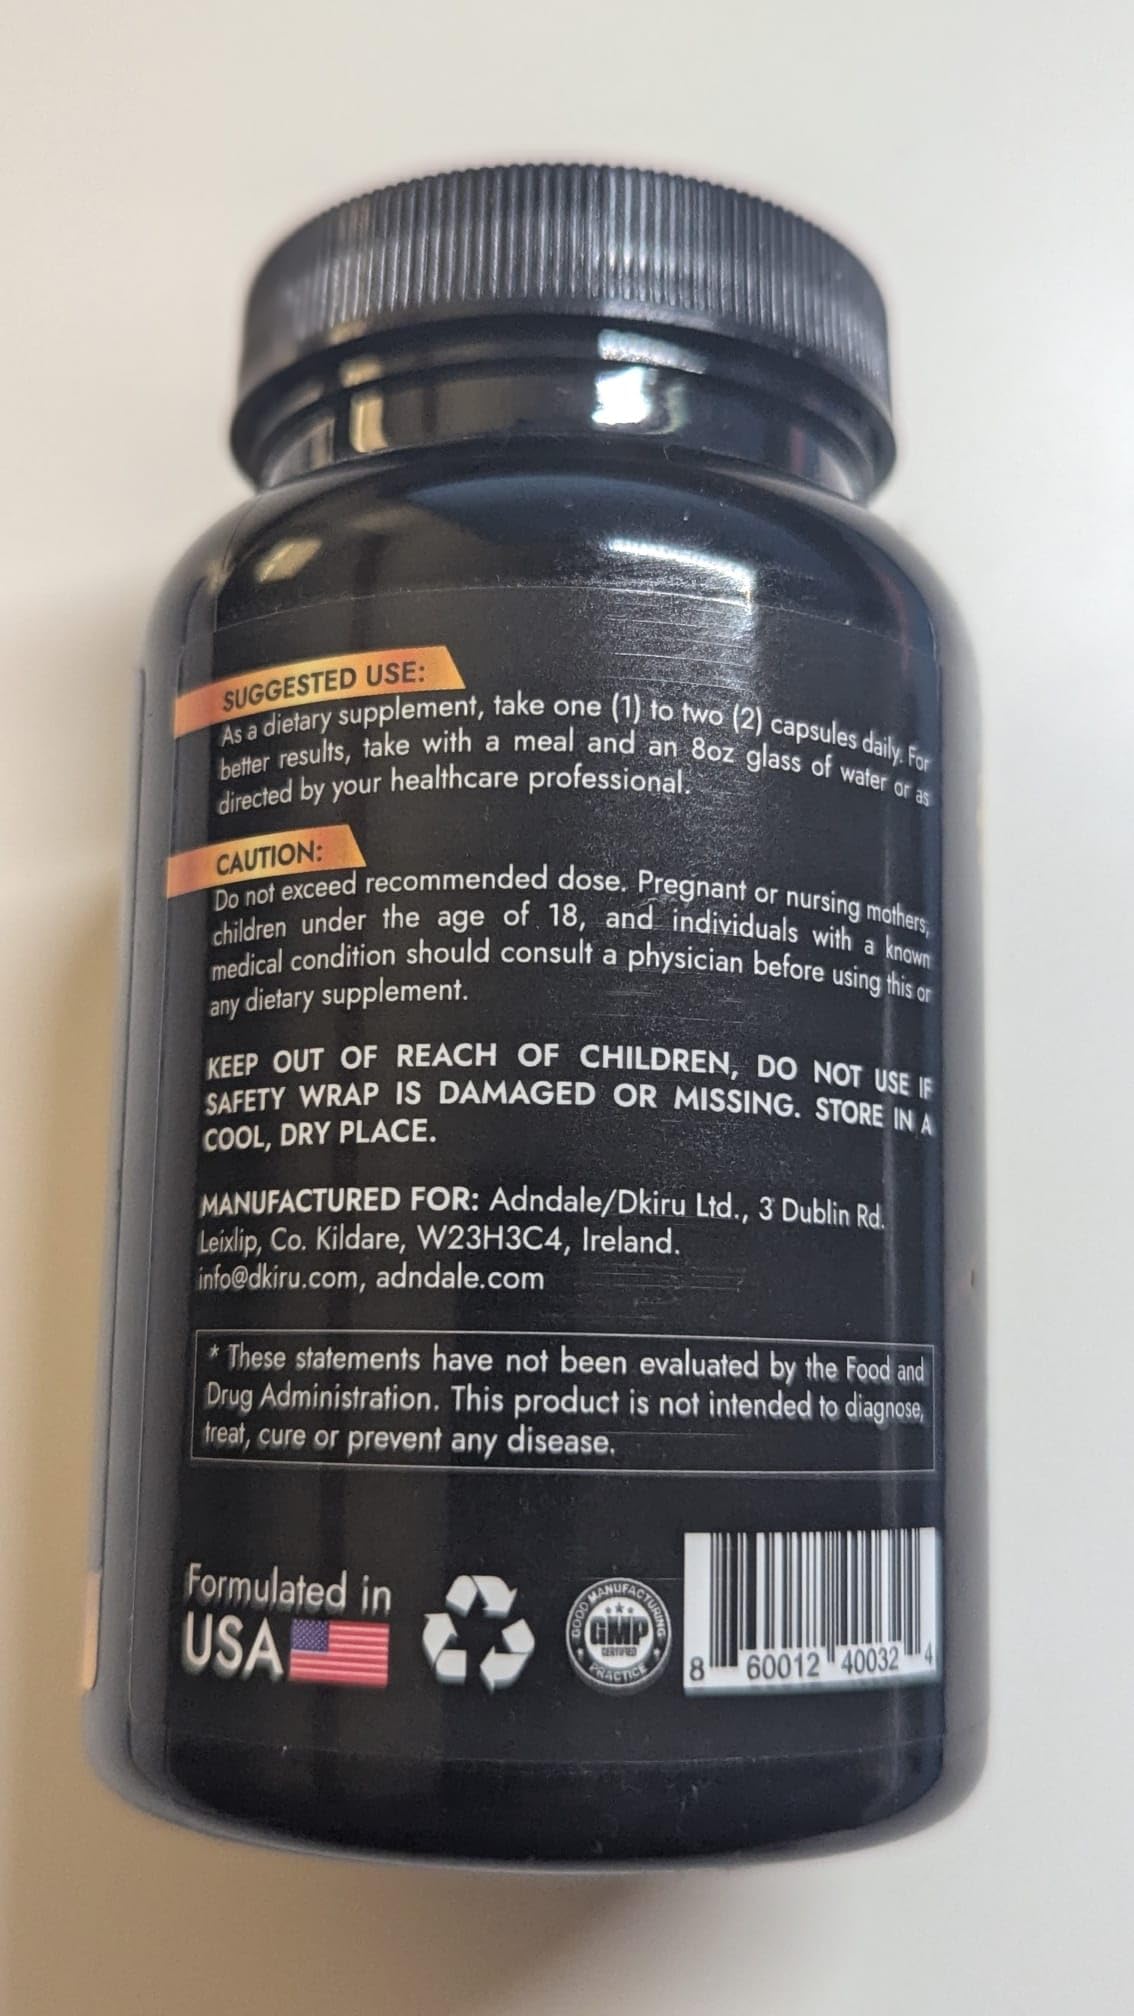 SUGGESTED USE:
As a dietary supplement, take one (1) to two (2) capsules daily. For
better results, take with a meal and an 8oz glass of water or as
directed by your healthcare professional.
CAUTION:
Do not exceed recommended dose. Pregnant or nursing mothers,
children under the age of 18, and individuals with a known
medical condition should consult a physician before using this or
any dietary supplement.
KEEP OUT OF REACH OF CHILDREN, DO NOT USE IF
SAFETY WRAP IS DAMAGED OR MISSING. STORE IN A
COOL, DRY PLACE.
MANUFACTURED FOR: Adndale/Dkiru Ltd., 3 Dublin Rd.
Leixlip, Co. Kildare, W23H3C4, Ireland.
info@dkiru.com, adndale.com
* These statements have not been evaluated by the Food and
Drug Administration. This product is not intended to diagnose,
treat, cure or prevent any disease.
Formulated in
USA
GOOD MANUFACTURING
GMP
CERTIFIED
PRACTICE
8 60012 40032 4